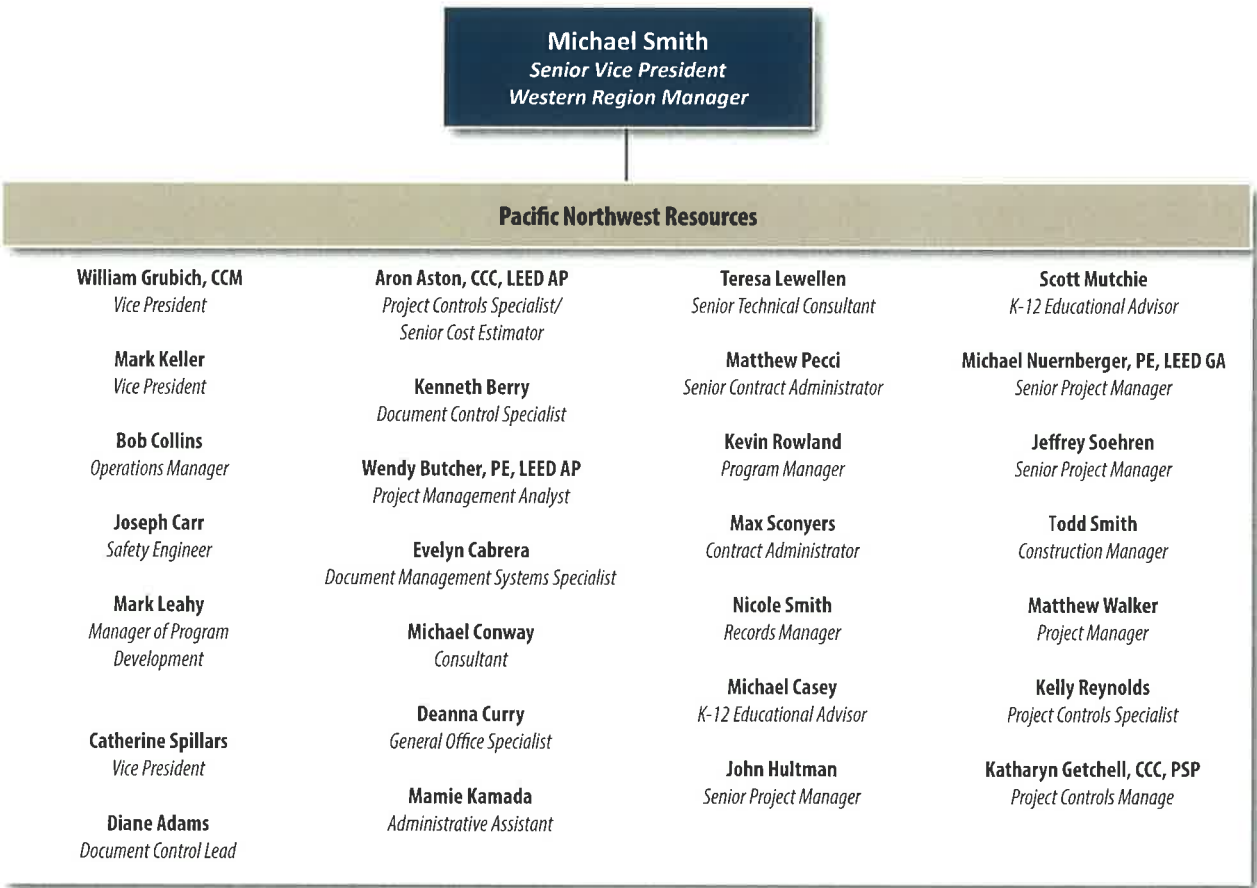 Michael Smith
Senior Vice President
Western Region Manager
Pacific Northwest Resources
William Grubich, CCM
Vice President
Mark Keller
Vice President
Bob Collins
Operations Manager
Joseph Carr
Safety Engineer
Mark Leahy
Manager of Program
Development
Catherine Spillars
Vice President
Diane Adams
Document Control Lead
Aron Aston, CCC, LEED AP
Project Controls Specialist/
Senior Cost Estimator
Kenneth Berry
Document Control Specialist
Wendy Butcher, PE, LEED AP
Project Management Analyst
Evelyn Cabrera
Document Management Systems Specialist
Michael Conway
Consultant
Deanna Curry
General Office Specialist
Mamie Kamada
Administrative Assistant
Teresa Lewellen
Senior Technical Consultant
Matthew Pecci
Senior Contract Administrator
Kevin Rowland
Program Manager
Max Sconyers
Contract Administrator
Nicole Smith
Records Manager
Michael Casey
K-12 Educational Advisor
John Hultman
Senior Project Manager
Scott Mutchie
K-12 Educational Advisor
Michael Nuernberger, PE, LEED GA
Senior Project Manager
Jeffrey Soehren
Senior Project Manager
Todd Smith
Construction Manager
Matthew Walker
Project Manager
Kelly Reynolds
Project Controls Specialist
Katharyn Getchell, CCC, PSP
Project Controls Manage